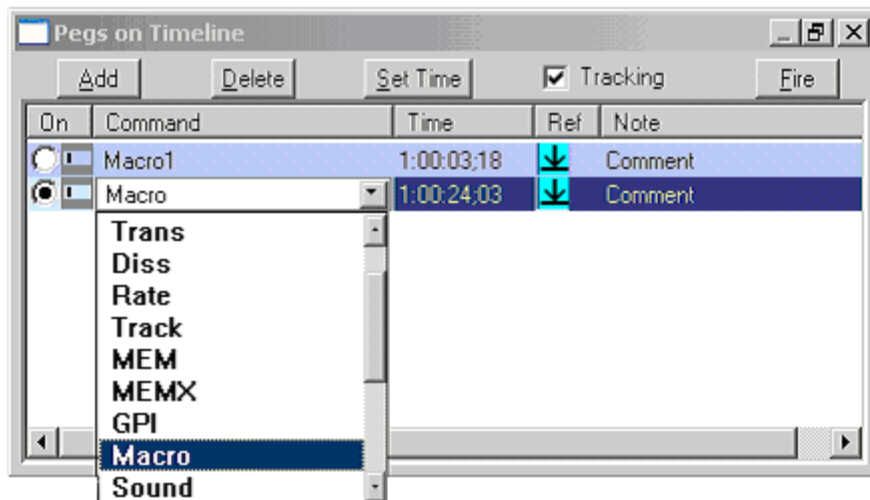 Pegs on Timeline
Add Delete Set Time Tracking Fire
On Command Time Ref Note
Macro1 1:00:03;18 Comment
Macro 1:00:24;03 Comment
Trans
Diss
Rate
Track
MEM
MEMX
GPI
Macro
Sound